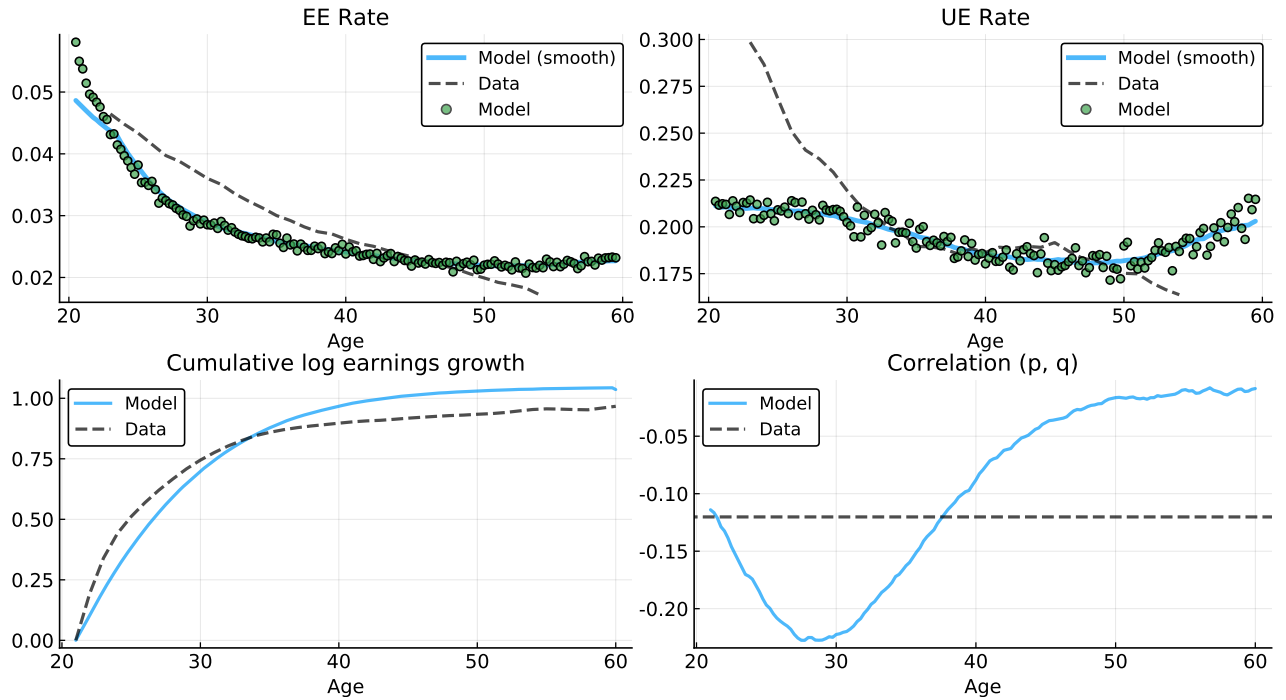 EE Rate
Model (smooth)
Data
Model
0.05
0.04
0.03
0.02
20 30 40 50 60
Age
UE Rate
Model (smooth)
Data
Model
0.300
0.275
0.250
0.225
0.200
0.175
20 30 40 50 60
Age
Cumulative log earnings growth
Model
Data
1.00
0.75
0.50
0.25
0.00
20 30 40 50 60
Age
Correlation (p, q)
Model
Data
-0.05
-0.10
-0.15
-0.20
20 30 40 50 60
Age